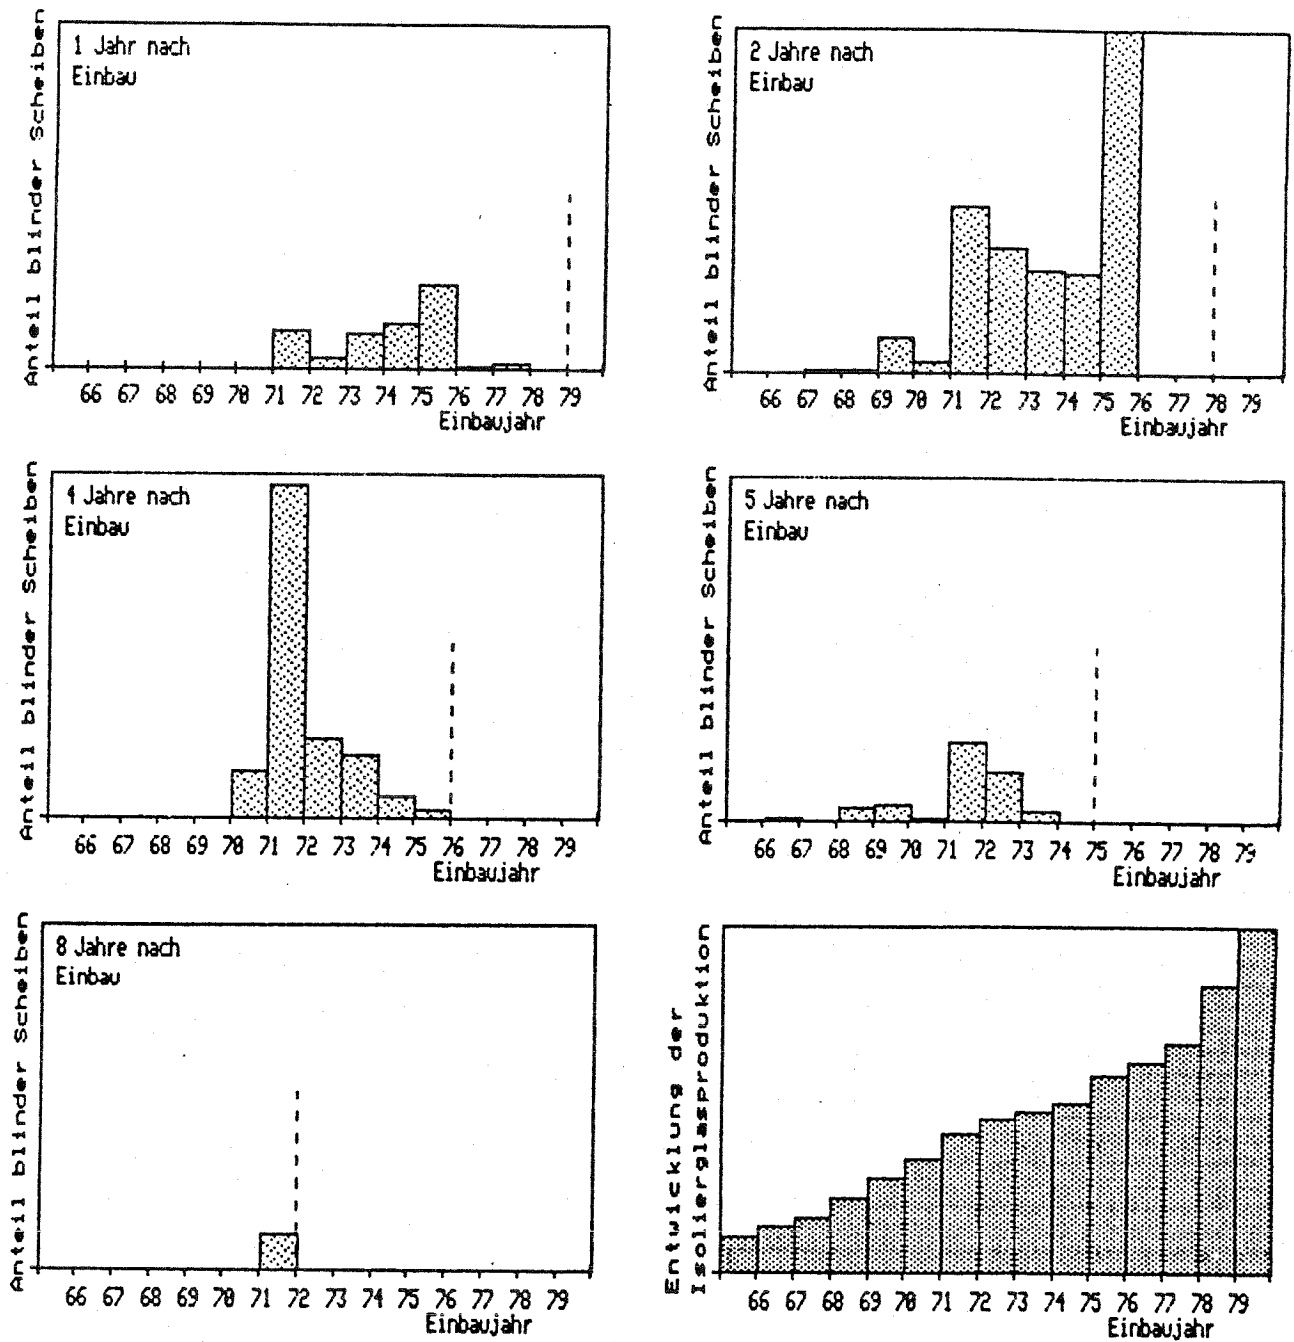 Anteil blinder Scheiben
1 Jahr nach
Einbau
66 67 68 69 70 71 72 73 74 75 76 77 78 79
Einbaujahr
Anteil blinder Scheiben
2 Jahre nach
Einbau
66 67 68 69 70 71 72 73 74 75 76 77 78 79
Einbaujahr
Anteil blinder Scheiben
4 Jahre nach
Einbau
66 67 68 69 70 71 72 73 74 75 76 77 78 79
Einbaujahr
Anteil blinder Scheiben
5 Jahre nach
Einbau
66 67 68 69 70 71 72 73 74 75 76 77 78 79
Einbaujahr
Anteil blinder Scheiben
8 Jahre nach
Einbau
66 67 68 69 70 71 72 73 74 75 76 77 78 79
Einbaujahr
Entwicklung der
Isolierglasproduktion
66 67 68 69 70 71 72 73 74 75 76 77 78 79
Einbaujahr